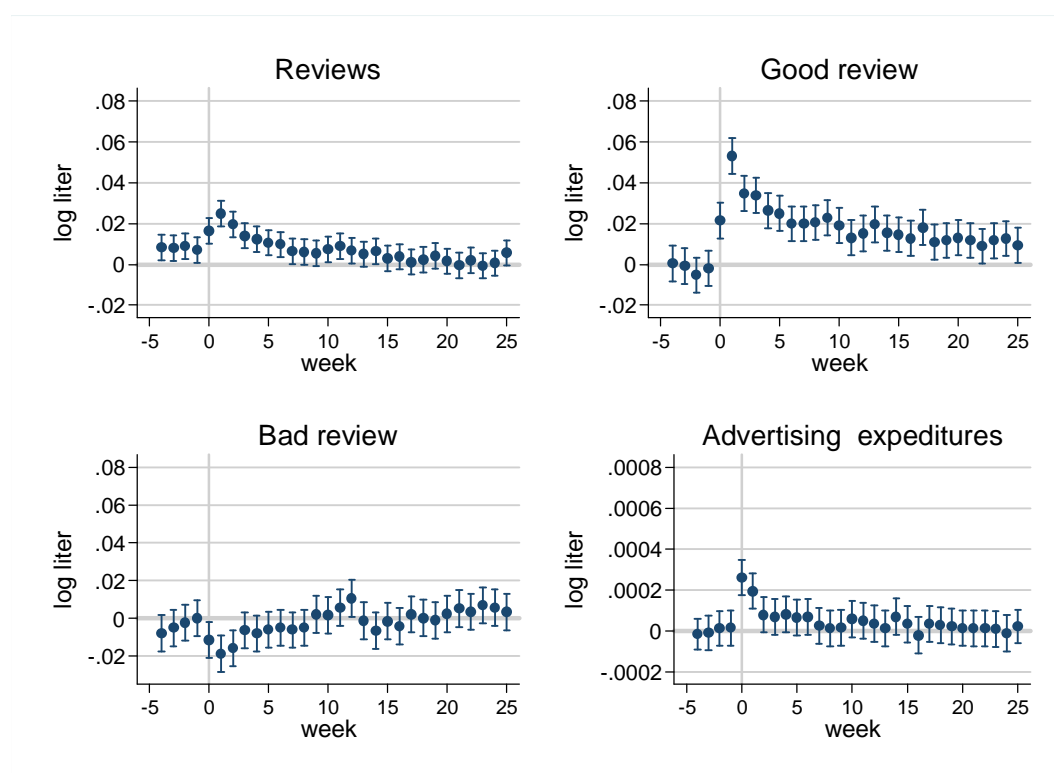 Reviews
.08
.06
.04
.02
0
-.02
log liter
-5 0 5 10 15 20 25
week
Good review
.08
.06
.04
.02
0
-.02
log liter
-5 0 5 10 15 20 25
week
Bad review
.08
.06
.04
.02
0
-.02
log liter
-5 0 5 10 15 20 25
week
Advertising expeditures
.0008
.0006
.0004
.0002
0
-.0002
log liter
-5 0 5 10 15 20 25
week